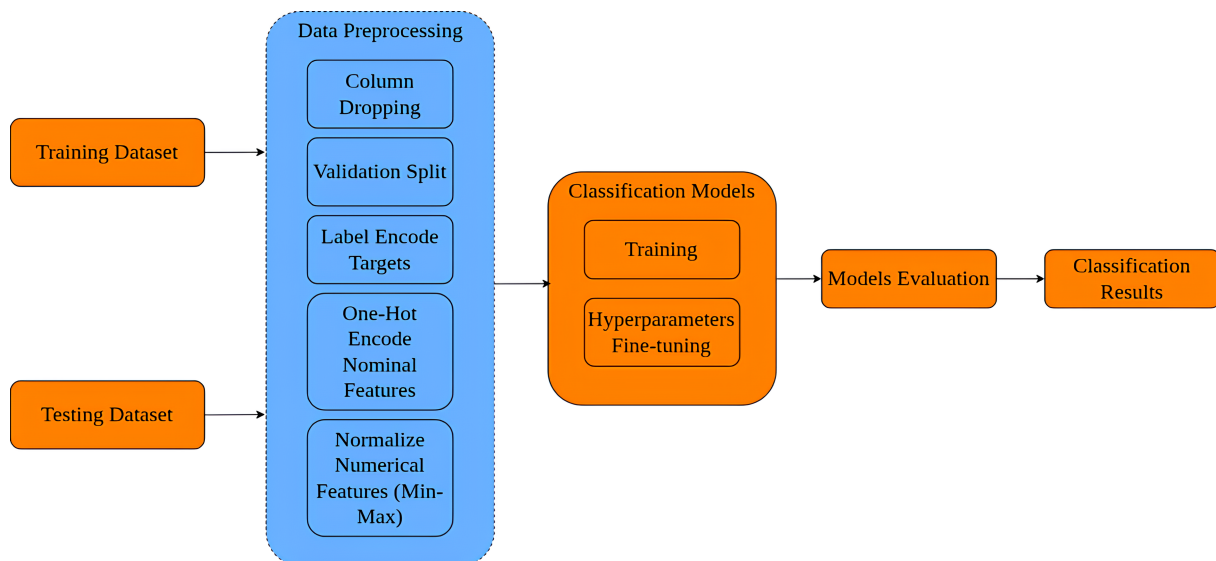 Data Preprocessing
Column
Dropping
Training Dataset
Validation Split
Label Encode
Targets
One-Hot
Encode
Nominal
Features
Testing Dataset
Normalize
Numerical
Features (Min-
Max)
Classification Models
Training
Hyperparameters
Fine-tuning
Models Evaluation
Classification
Results